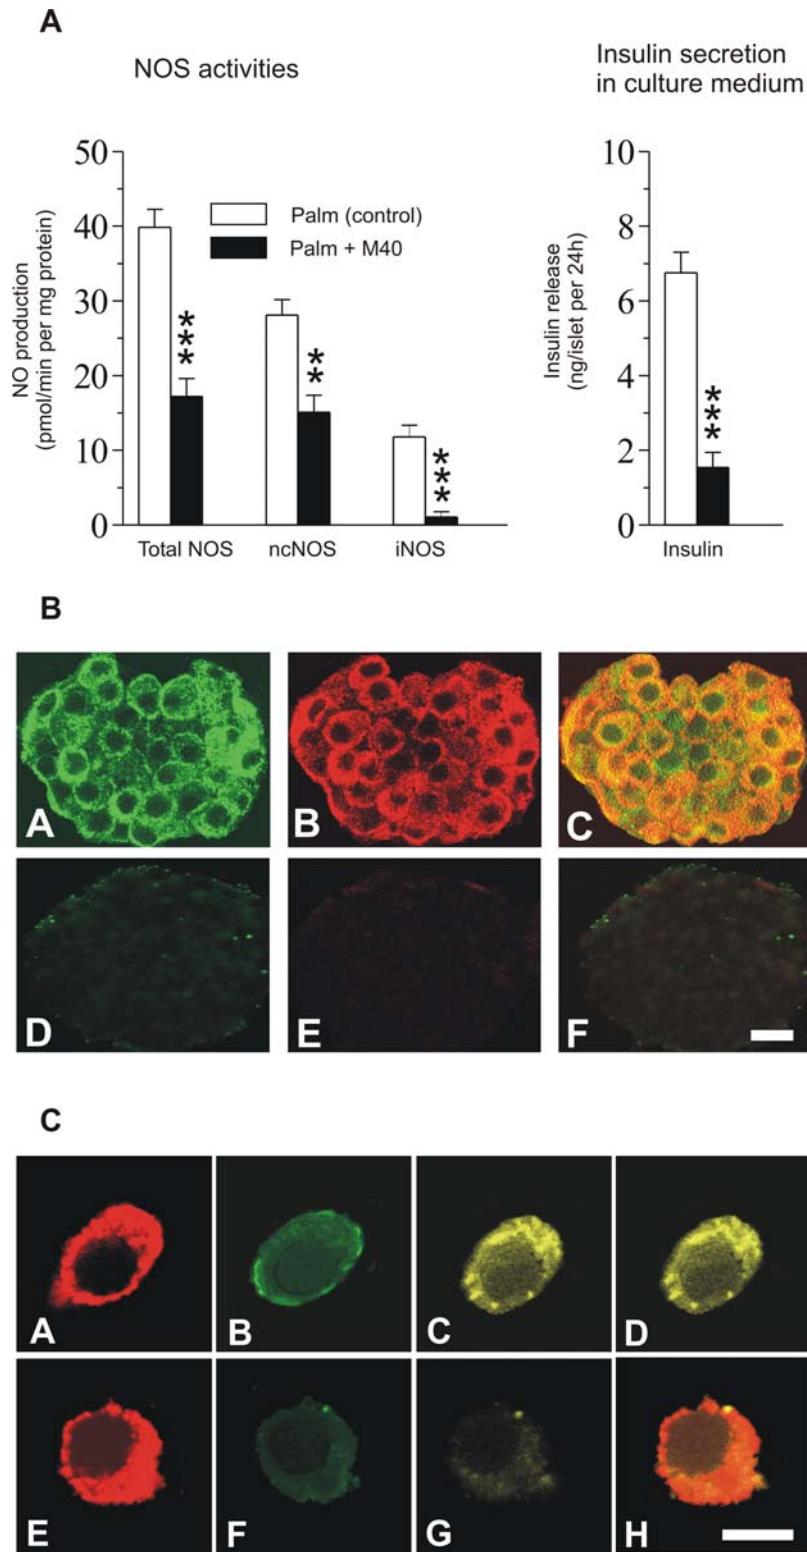 A
NOS activities
Insulin secretion
in culture medium
NO production
(pmol/min per mg protein)
50
40
30
20
10
0
Palm (control)
Palm + M40
***
**
***
Total NOS
ncNOS
iNOS
Insulin release
(ng/islet per 24h)
10
8
6
4
2
0
***
Insulin
B
A
B
C
D
E
F
C
A
B
C
D
E
F
G
H